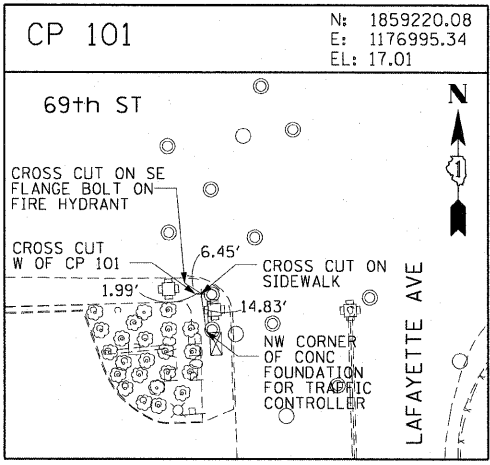 CP 101
N: 1859220.08
E: 1176995.34
EL: 17.01
69th ST
N
1
CROSS CUT ON SE
FLANGE BOLT ON
FIRE HYDRANT
CROSS CUT
W OF CP 101
6.45'
1.99'
CROSS CUT ON
SIDEWALK
14.83'
NW CORNER
OF CONC
FOUNDATION
FOR TRAFFIC
CONTROLLER
LAFAYETTE AVE